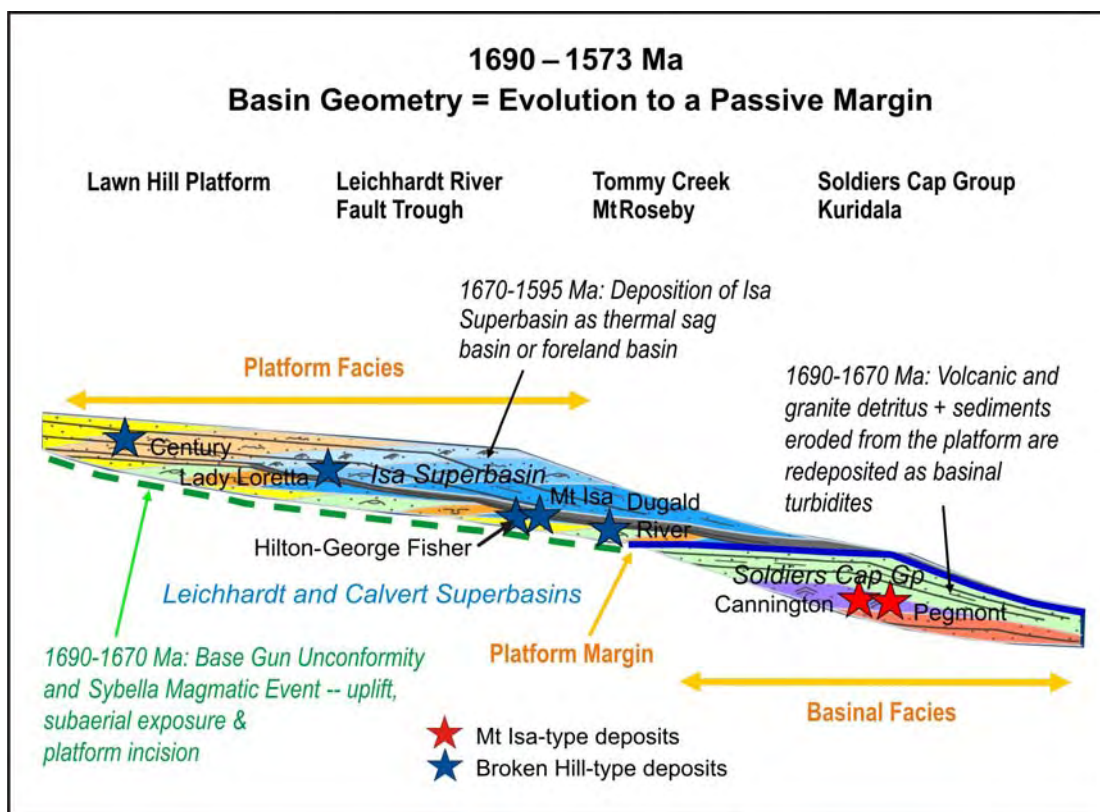 1690 – 1573 Ma
Basin Geometry = Evolution to a Passive Margin
Lawn Hill Platform
Leichhardt River
Fault Trough
Tommy Creek
Mt Roseby
Soldiers Cap Group
Kuridala
1670-1595 Ma: Deposition of Isa
Superbasin as thermal sag
basin or foreland basin
Platform Facies
1690-1670 Ma: Volcanic and
granite detritus + sediments
eroded from the platform are
redeposited as basinal
turbidites
Century
Lady Loretta
Isa Superbasin
Mt Isa
Dugald
River
Hilton-George Fisher
Soldiers Cap Gp
Cannington
Pegmont
Leichhardt and Calvert Superbasins
1690-1670 Ma: Base Gun Unconformity
and Sybella Magmatic Event -- uplift,
subaerial exposure &
platform incision
Platform Margin
Basinal Facies
Mt Isa-type deposits
Broken Hill-type deposits